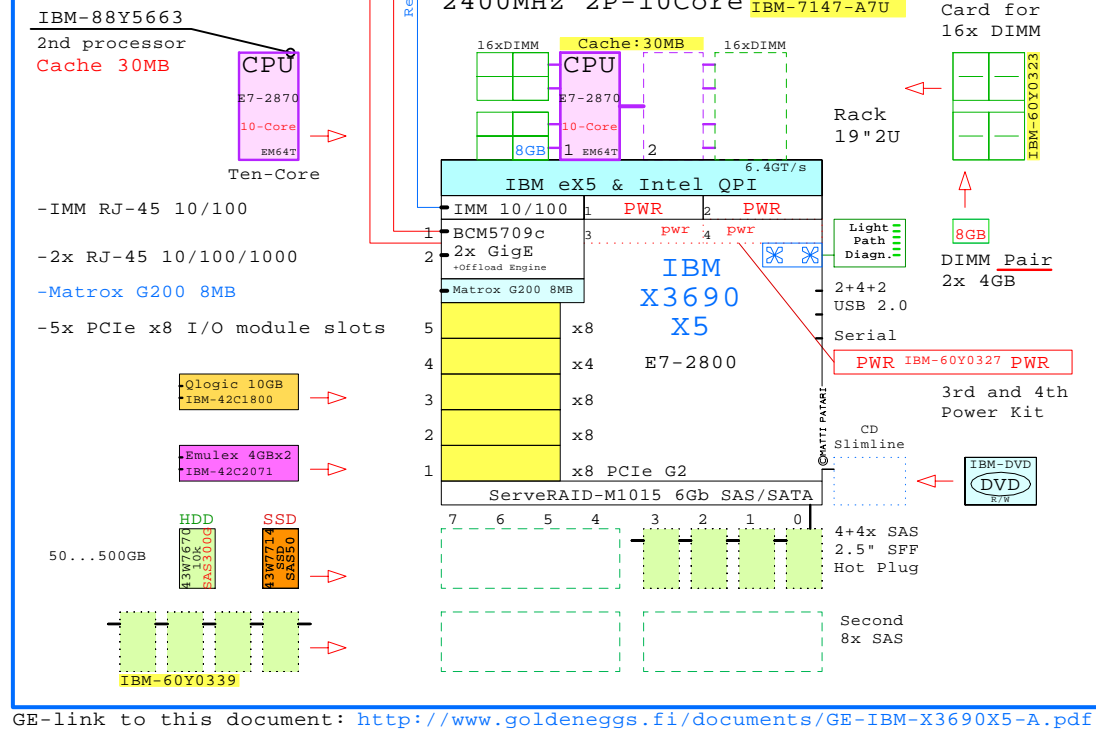 IBM-88Y5663
2nd processor
Cache 30MB
CPU
E7-2870
10-Core
EM64T
Ten-Core
2400MHz 2P-10Core
IBM-7147-A7U
16xDIMM
Cache:30MB
16xDIMM
CPU
E7-2870
10-Core
8GB
1
EM64T
2
Card for
16x DIMM
IBM-60Y0323
Rack
19"2U
8GB
DIMM Pair
2x 4GB
6.4GT/s
IBM eX5 & Intel QPI
IMM 10/100
1 PWR
2 PWR
1
BCM5709c
3 pwr
4 pwr
2
2x GigE
+Offload Engine
Matrox G200 8MB
Light
Path
Diagn.
IBM
X3690
X5
E7-2800
2+4+2
USB 2.0
Serial
PWR IBM-60Y0327 PWR
3rd and 4th
Power Kit
-IMM RJ-45 10/100
-2x RJ-45 10/100/1000
-Matrox G200 8MB
-5x PCIe x8 I/O module slots
5 x8
4 x4
3 x8
2 x8
1 x8 PCIe G2
©MATTI PATARI
CD
Slimline
IBM-DVD
DVD
R/W
Qlogic 10GB
IBM-42C1800
Emulex 4GBx2
IBM-42C2071
ServeRAID-M1015 6Gb SAS/SATA
7 6 5 4 3 2 1 0
4+4x SAS
2.5" SFF
Hot Plug
Second
8x SAS
HDD
SSD
50...500GB
43W7670
10k
SAS300G
43W7714
SSD
SAS50
IBM-60Y0339
GE-link to this document: http://www.goldeneggs.fi/documents/GE-IBM-X3690X5-A.pdf